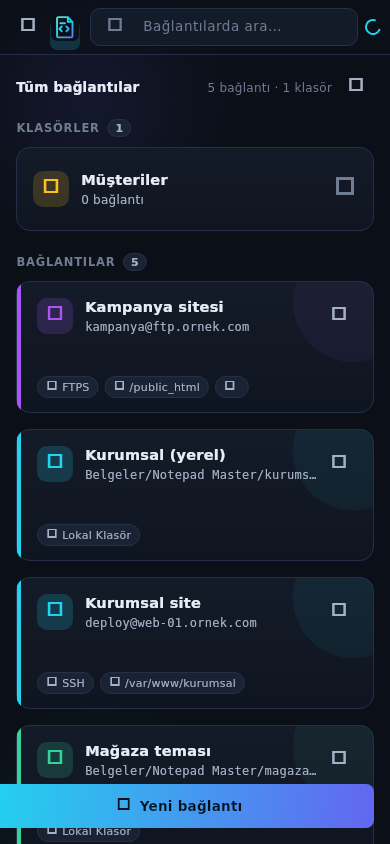 Bağlantılarda ara...
Tüm bağlantılar
5 bağlantı · 1 klasör
KLASÖRLER 1
Müşteriler
0 bağlantı
BAĞLANTILAR 5
Kampanya sitesi
kampanya@ftp.ornek.com
FTPS /public_html
Kurumsal (yerel)
Belgeler/Notepad Master/kurums…
Lokal Klasör
Kurumsal site
deploy@web-01.ornek.com
SSH /var/www/kurumsal
Mağaza teması
Belgeler/Notepad Master/magaza…
Yeni bağlantı
Lokal Klasör